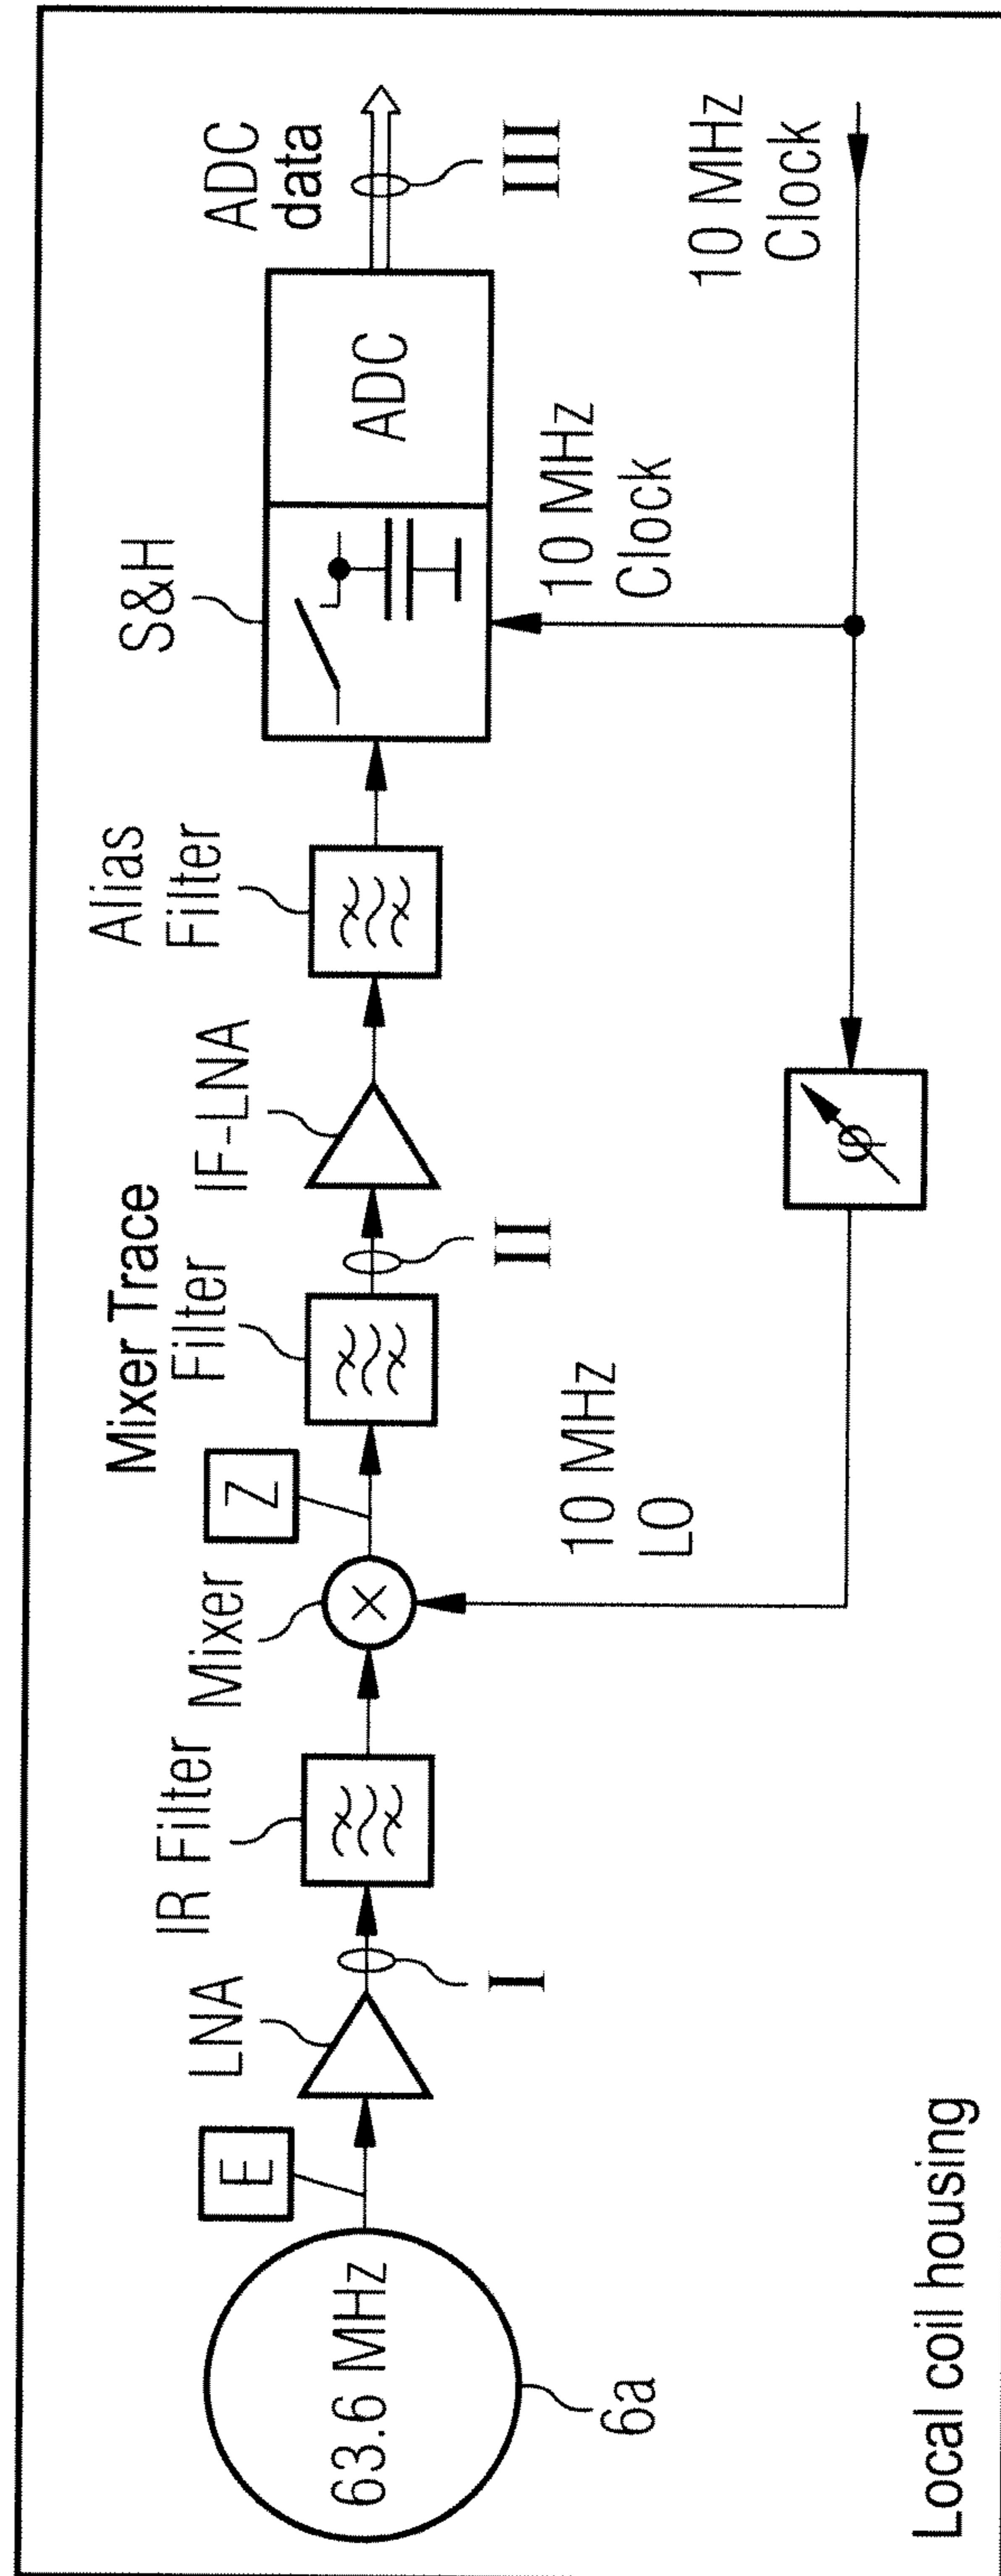 63.6 MHz
6a
E
LNA
I
IR Filter
Mixer
Z
10 MHz
LO
Mixer Trace
Filter
II
IF-LNA
Alias
Filter
S&H
10 MHz
Clock
ADC
ADC
data
III
10 MHz
Clock
φ
Local coil housing